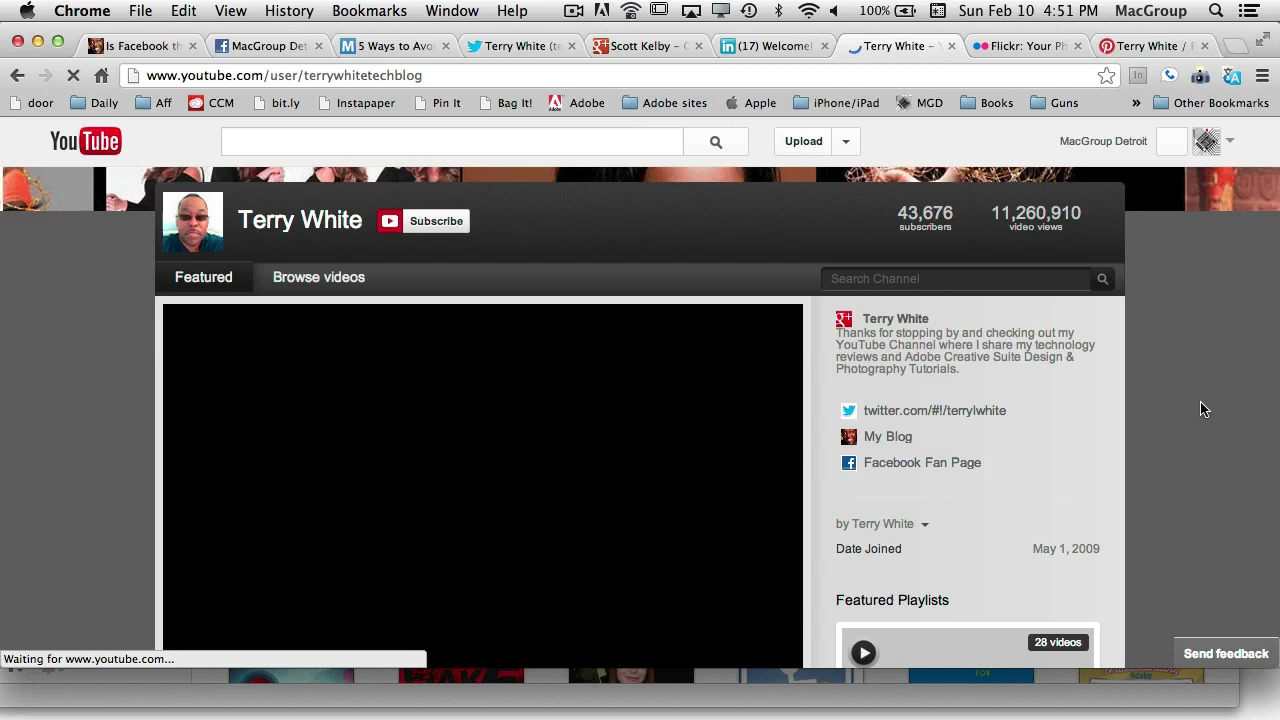 Chrome File Edit View History Bookmarks Window Help 100% Sun Feb 10 4:51 PM MacGroup
Is Facebook th MacGroup Det 5 Ways to Avo Terry White (te Scott Kelby - C (17) Welcome! Terry White - Y Flickr: Your Ph Terry White / P
www.youtube.com/user/terrywhitetechblog
door Daily Aff CCM bit.ly Instapaper Pin It Bag It! Adobe Adobe sites Apple iPhone/iPad MGD Books Guns » Other Bookmarks
YouTube Upload MacGroup Detroit
Terry White Subscribe 43,676 11,260,910
subscribers video views
Featured Browse videos Search Channel
Terry White
Thanks for stopping by and checking out my
YouTube Channel where I share my technology
reviews and Adobe Creative Suite Design &
Photography Tutorials.
twitter.com/#!/terrylwhite
My Blog
Facebook Fan Page
by Terry White
Date Joined May 1, 2009
Featured Playlists
28 videos
Send feedback
Waiting for www.youtube.com...